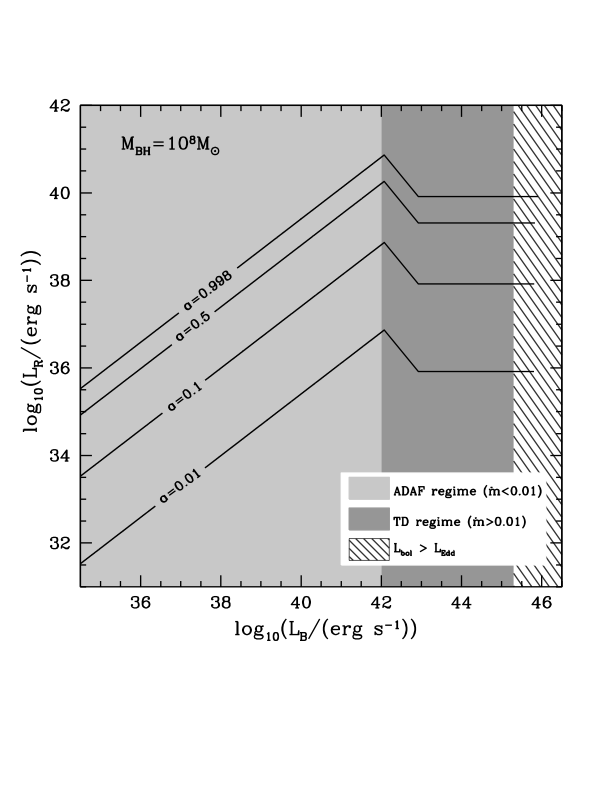 42
40
38
36
34
32
log₁₀(L_R/(erg s⁻¹))
M_BH=10⁸M_⊙
a=0.998
a=0.5
a=0.1
a=0.01
ADAF regime (ṁ<0.01)
TD regime (ṁ>0.01)
L_bol > L_Edd
36 38 40 42 44 46
log₁₀(L_B/(erg s⁻¹))